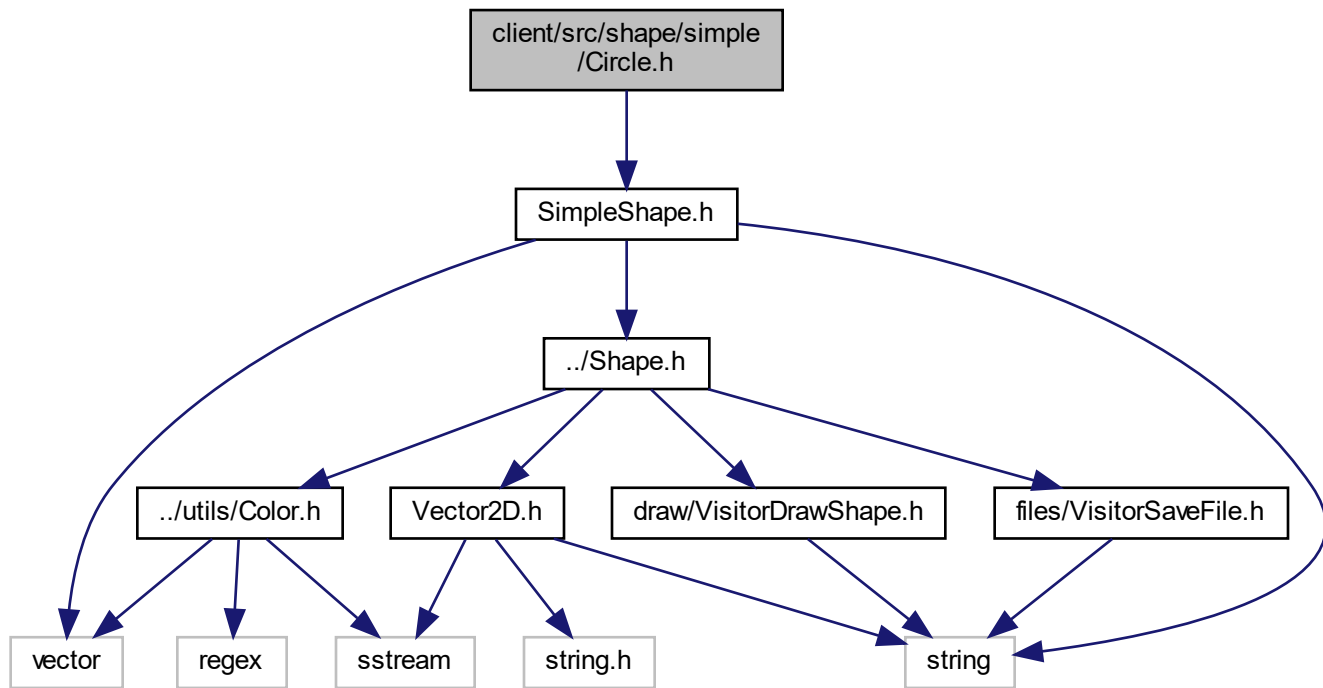 client/src/shape/simple
/Circle.h
SimpleShape.h
../Shape.h
../utils/Color.h
Vector2D.h
draw/VisitorDrawShape.h
files/VisitorSaveFile.h
vector
regex
sstream
string.h
string